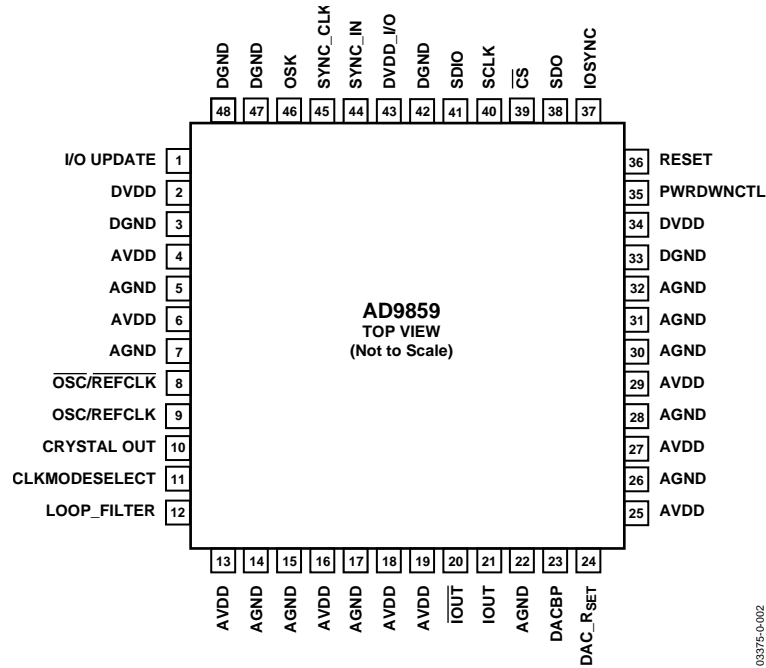 DGND
DGND
OSK
SYNC_CLK
SYNC_IN
DVDD_I/O
DGND
SDIO
SCLK
CS
SDO
IOSYNC
48 47 46 45 44 43 42 41 40 39 38 37
I/O UPDATE 1
DVDD 2
DGND 3
AVDD 4
AGND 5
AVDD 6
AGND 7
OSC/REFCLK 8
OSC/REFCLK 9
CRYSTAL OUT 10
CLKMODESELECT 11
LOOP_FILTER 12
AD9859
TOP VIEW
(Not to Scale)
36 RESET
35 PWRDWNCTL
34 DVDD
33 DGND
32 AGND
31 AGND
30 AGND
29 AVDD
28 AGND
27 AVDD
26 AGND
25 AVDD
13 14 15 16 17 18 19 20 21 22 23 24
AVDD
AGND
AGND
AVDD
AGND
AVDD
AVDD
IOUT
IOUT
AGND
DACBP
DAC_RSET
03375-0-002